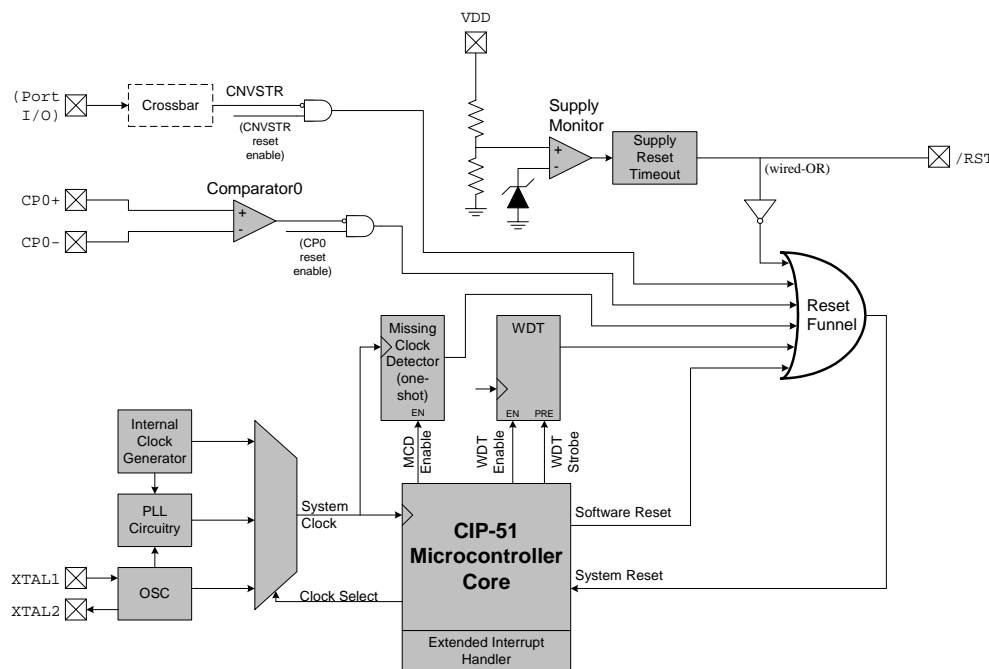 VDD
(Port
I/O)
Crossbar
CNVSTR
(CNVSTR
reset
enable)
Supply
Monitor
+
-
Supply
Reset
Timeout
(wired-OR)
/RST
CP0+
CP0-
Comparator0
+
-
(CP0
reset
enable)
Reset
Funnel
Missing
Clock
Detector
(one-
shot)
EN
WDT
EN
PRE
MCD
Enable
WDT
Enable
WDT
Strobe
Internal
Clock
Generator
PLL
Circuitry
OSC
XTAL1
XTAL2
System
Clock
Clock Select
CIP-51
Microcontroller
Core
Extended Interrupt
Handler
Software Reset
System Reset